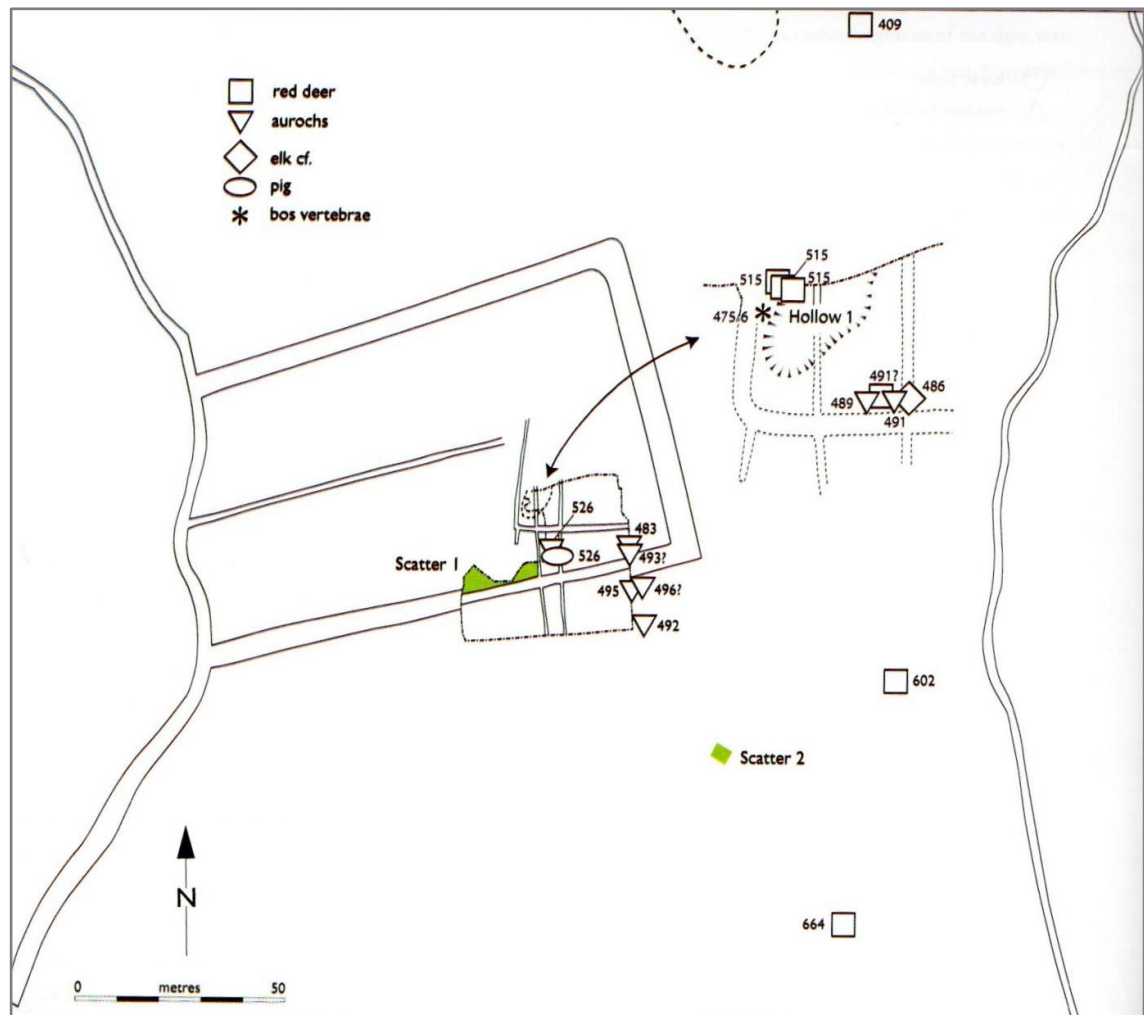 409
red deer
aurochs
elk cf.
pig
bos vertebrae
515
515
515
475/6
Hollow 1
491?
486
489
491
526
483
526
493?
Scatter 1
495
496?
492
602
Scatter 2
N
664
0 metres 50